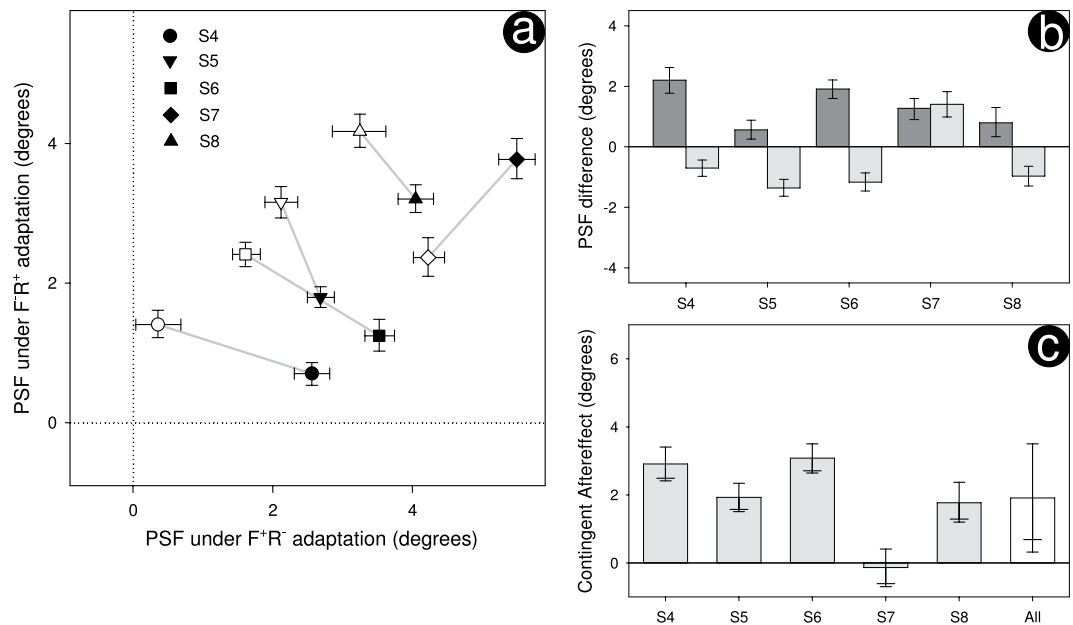 a
S4
S5
S6
S7
S8
PSF under F⁻R⁺ adaptation (degrees)
4
2
0
0
2
4
PSF under F⁺R⁻ adaptation (degrees)
b
PSF difference (degrees)
4
2
0
-2
-4
S4
S5
S6
S7
S8
c
Contingent Aftereffect (degrees)
6
4
2
0
S4
S5
S6
S7
S8
All